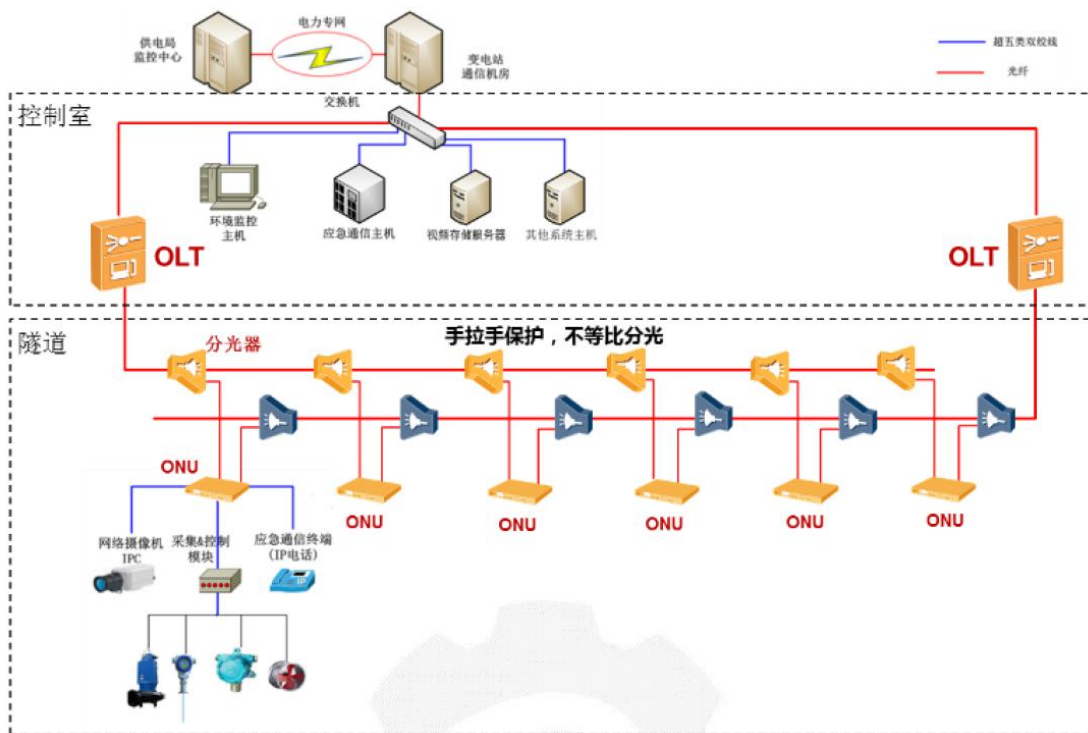 供电局
监控中心
电力专网
变电站
通信机房
超五类双绞线
光纤
控制室
交换机
环境监控
主机
应急通信主机
视频存储服务器
其他系统主机
OLT
OLT
隧道
分光器
手拉手保护，不等比分光
ONU
ONU
ONU
ONU
ONU
ONU
网络摄像机
IPC
采集&控制
模块
应急通信终端
（IP电话）
IP